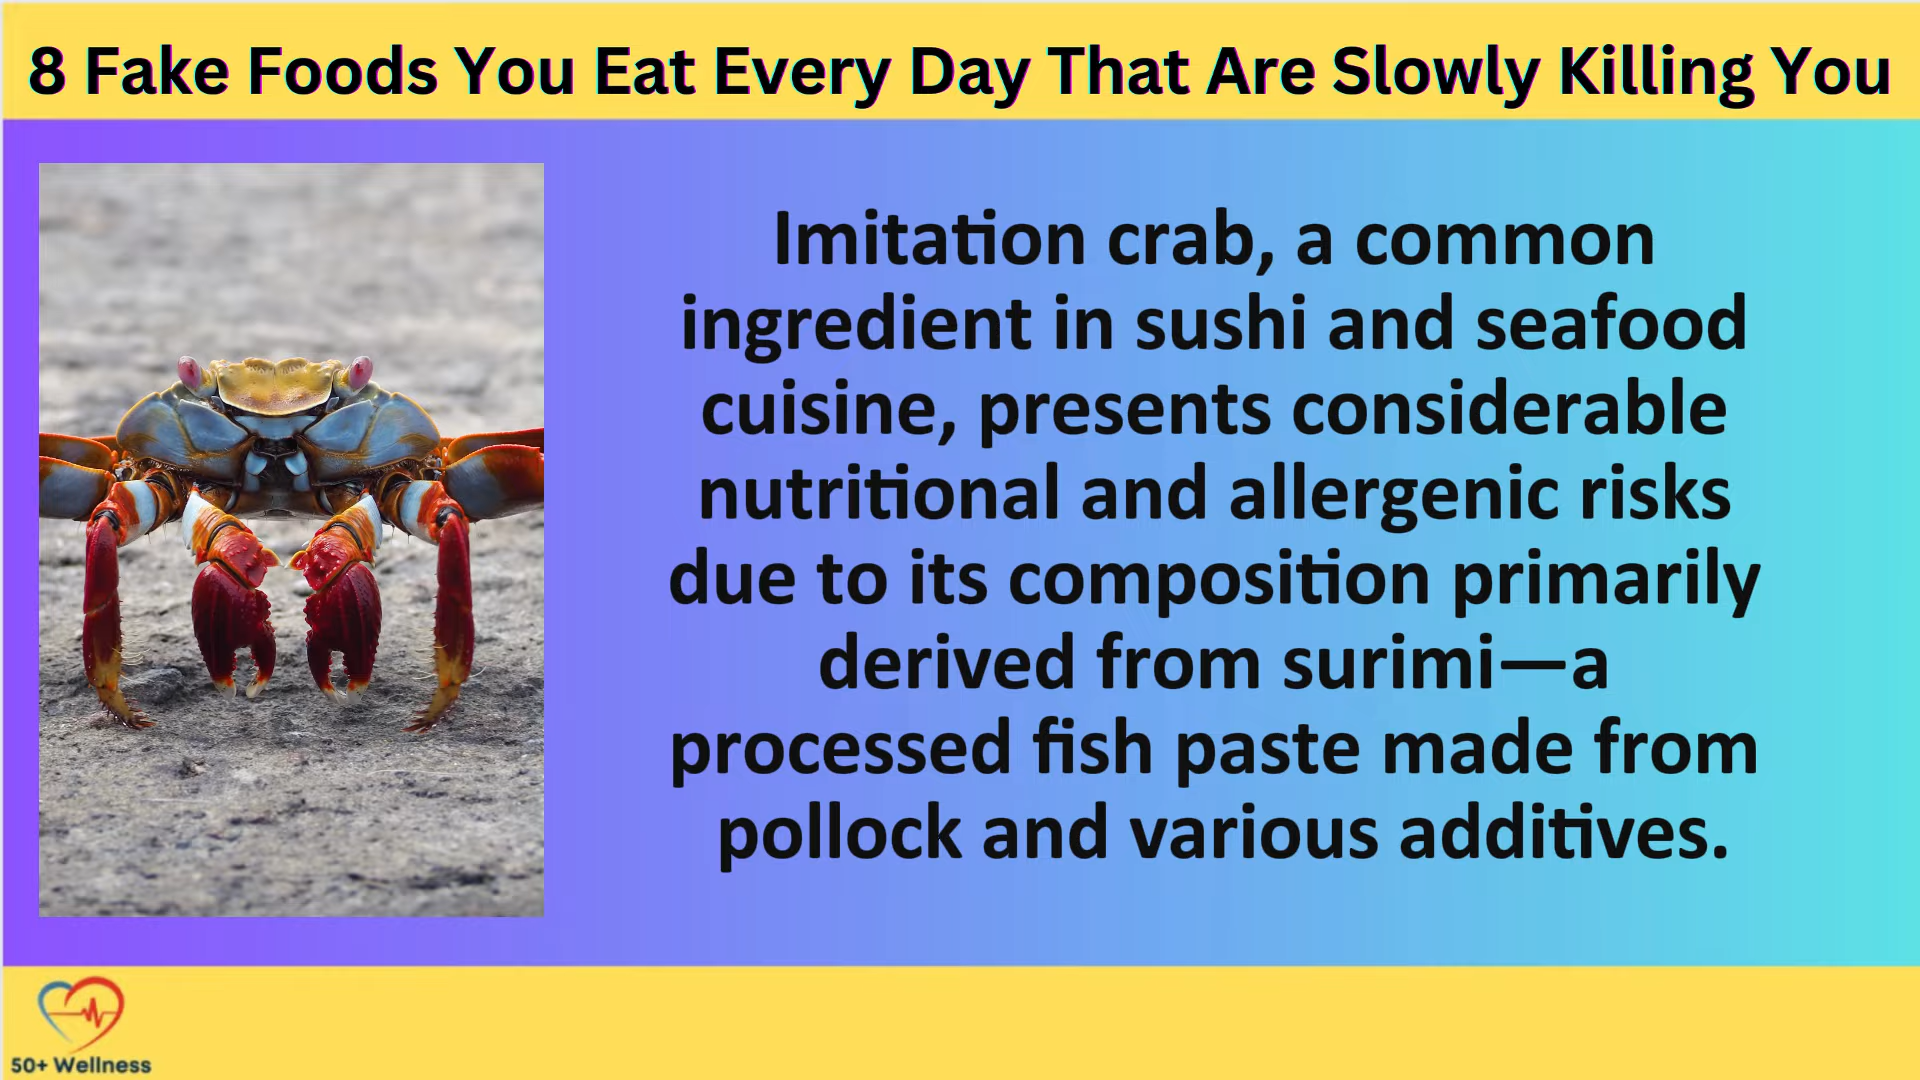 8 Fake Foods You Eat Every Day That Are Slowly Killing You
Imitation crab, a common
ingredient in sushi and seafood
cuisine, presents considerable
nutritional and allergenic risks
due to its composition primarily
derived from surimi—a
processed fish paste made from
pollock and various additives.
50+ Wellness